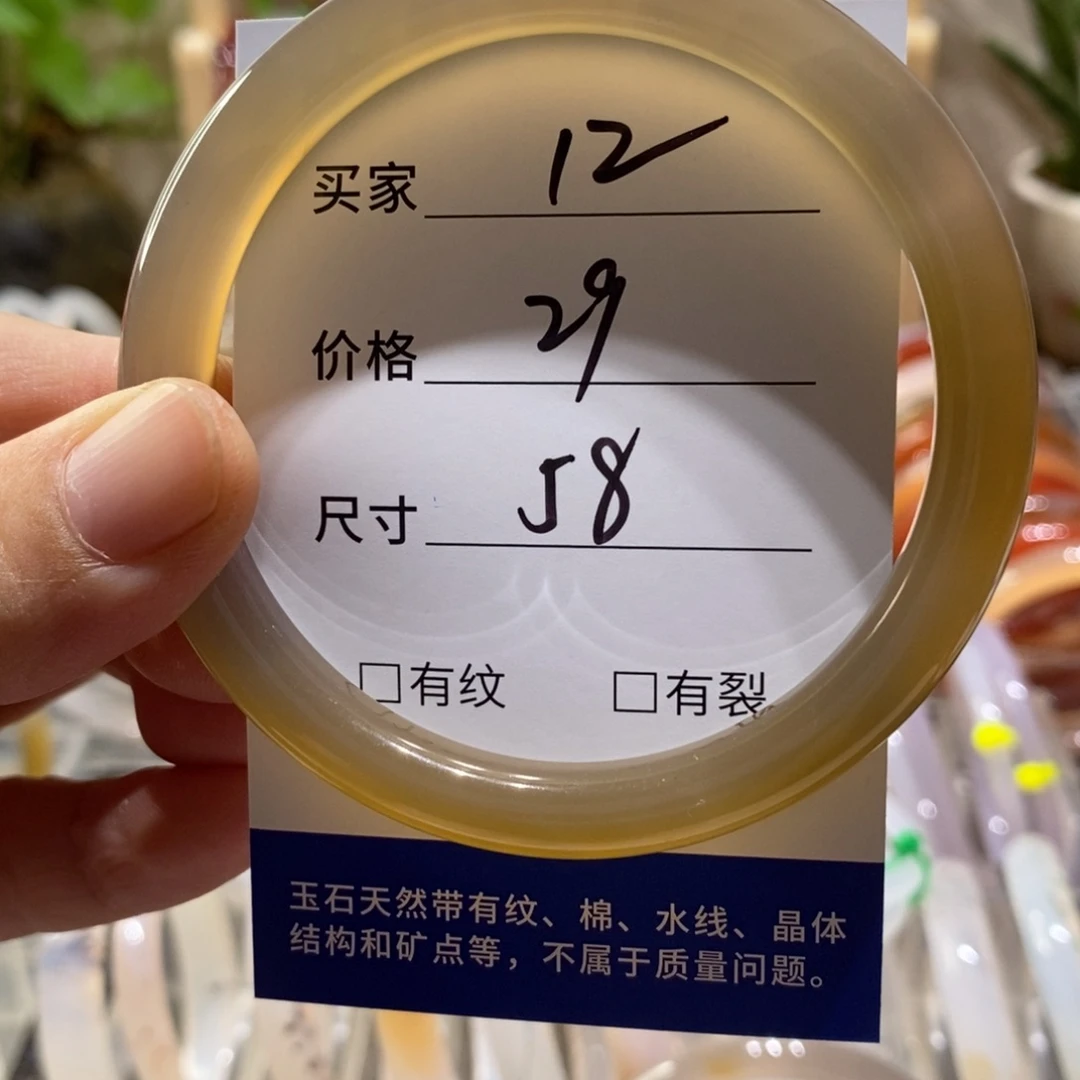 买家 12
价格 29
尺寸 58
□有纹 □有裂
玉石天然带有纹、棉、水线、晶体
结构和矿点等，不属于质量问题。